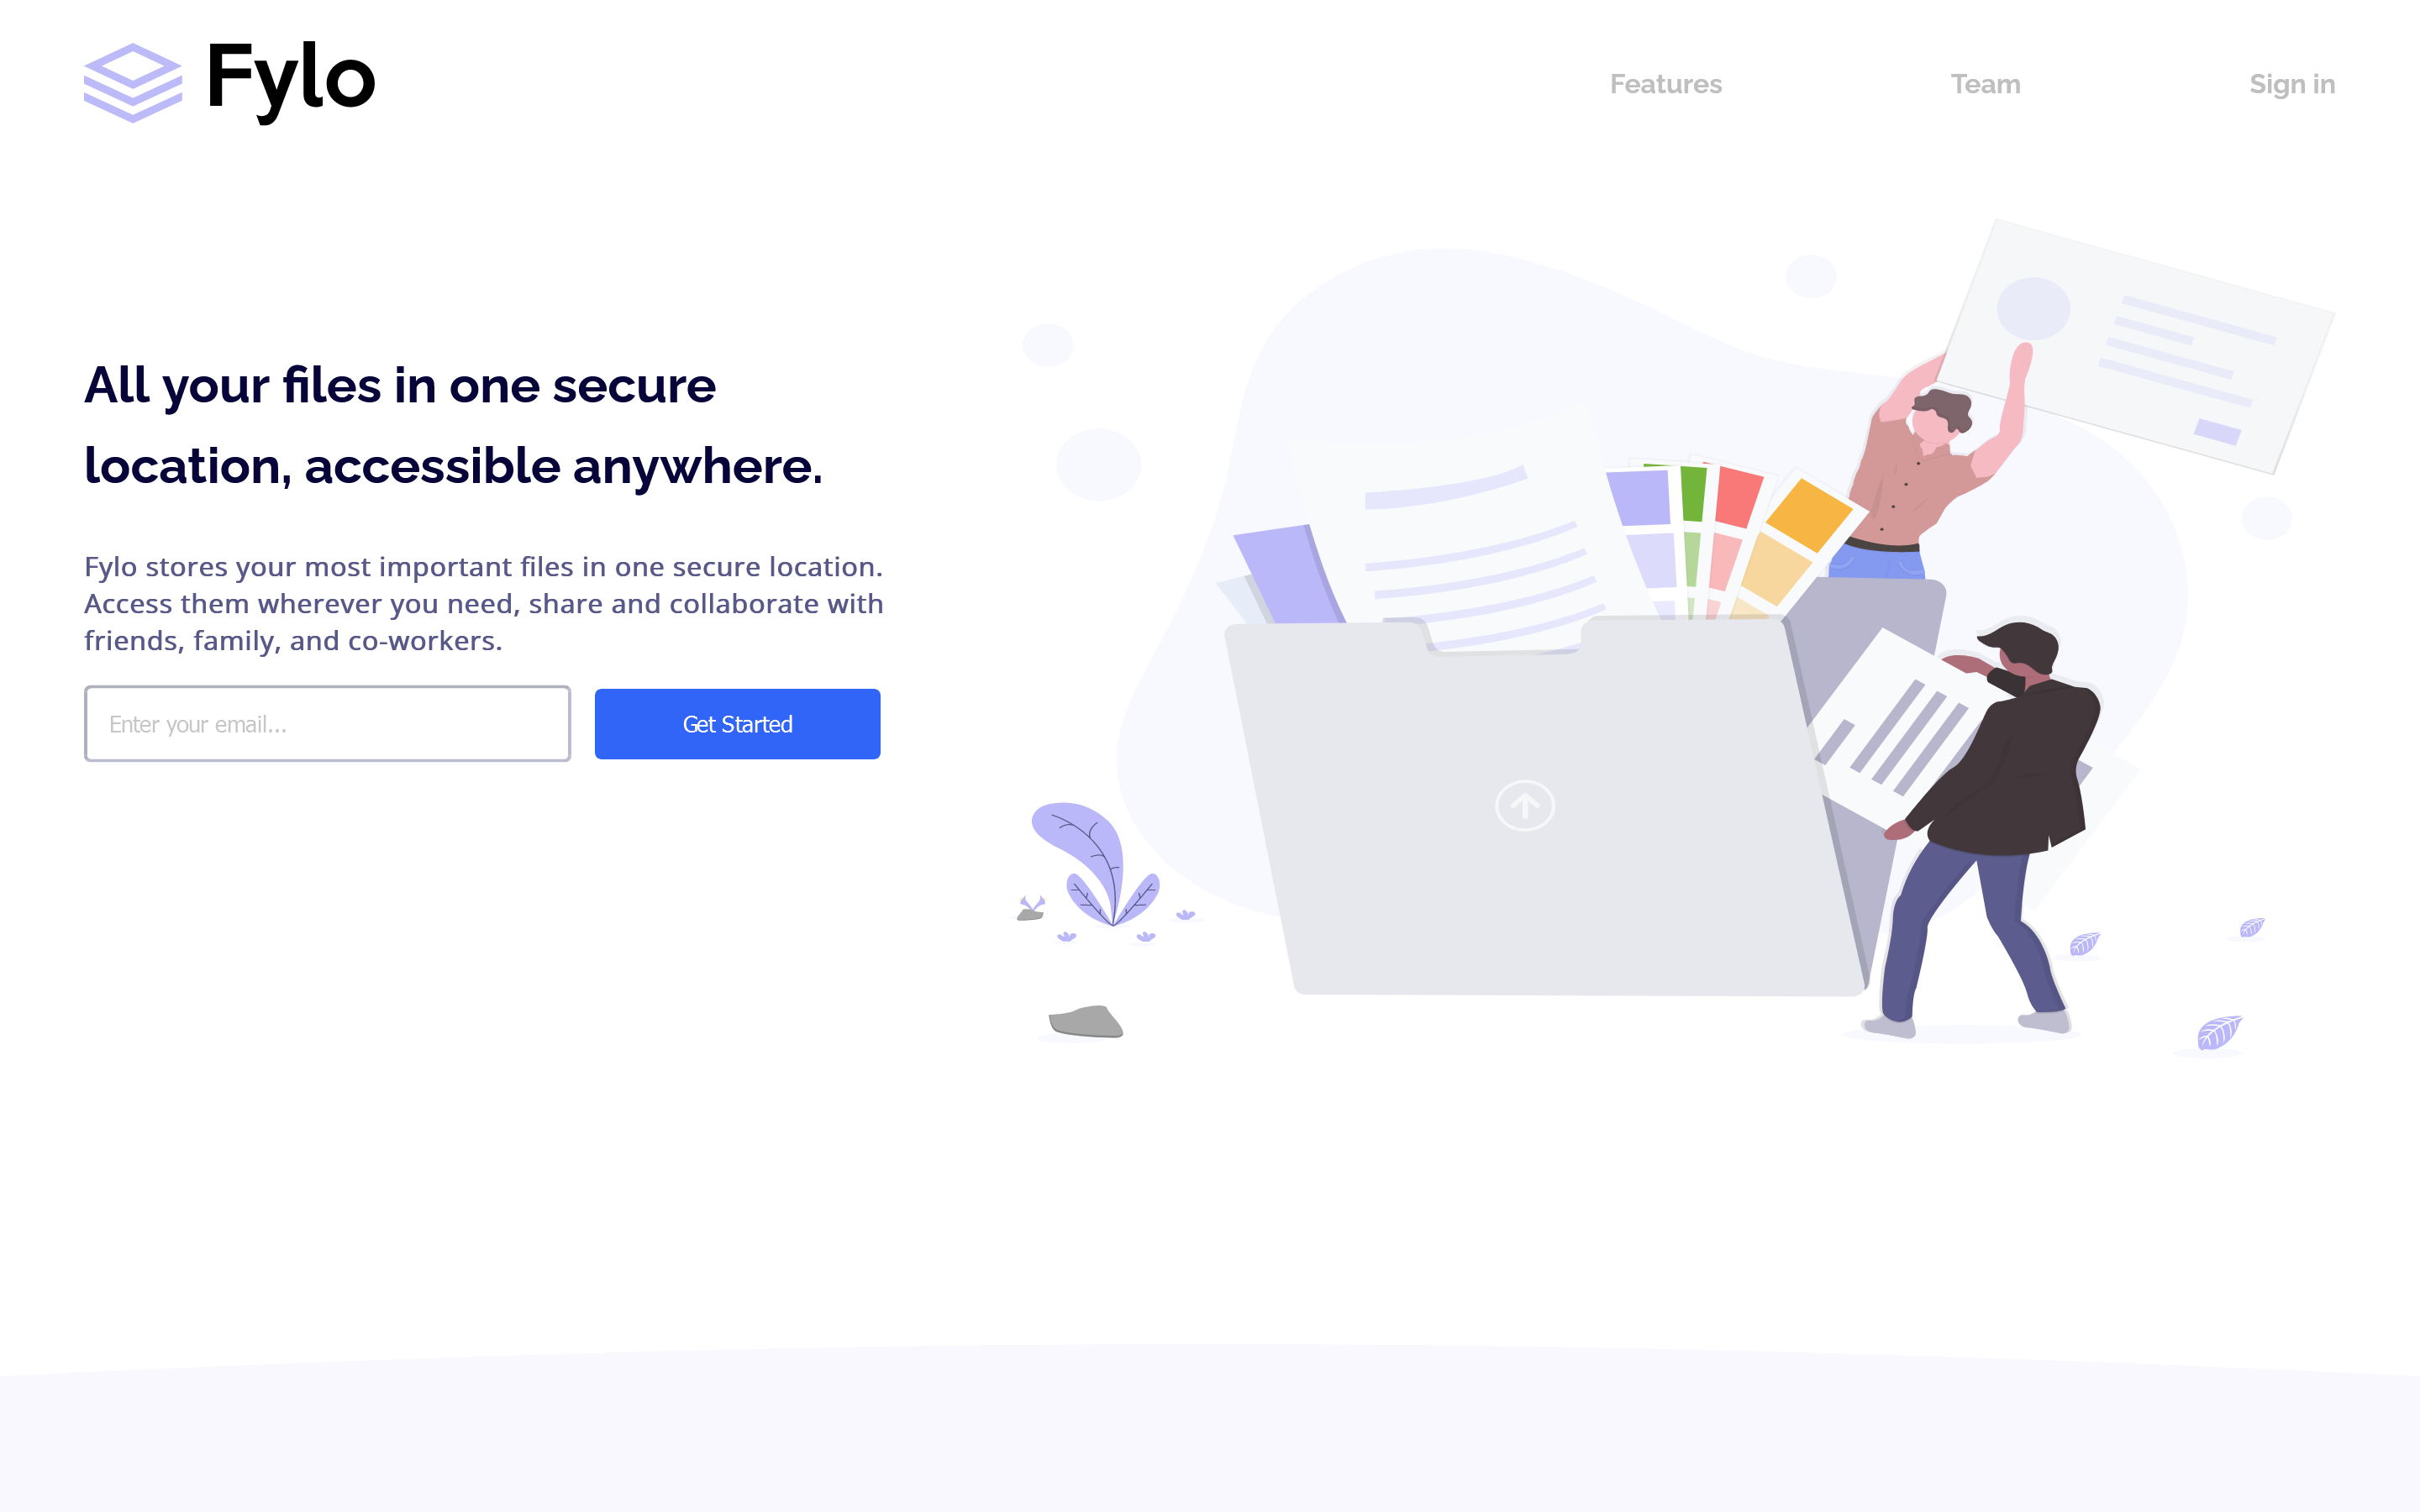 Fylo
Features
Team
Sign in
All your files in one secure
location, accessible anywhere.
Fylo stores your most important files in one secure location.
Access them wherever you need, share and collaborate with
friends, family, and co-workers.
Enter your email...
Get Started